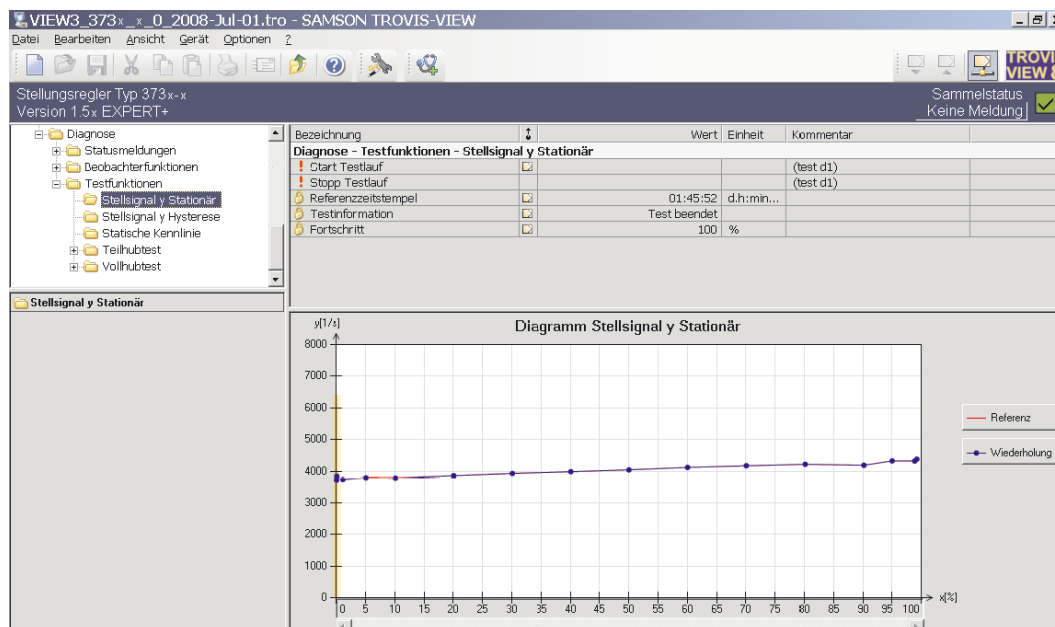 VIEW3_373x_x_0_2008-Jul-01.tro - SAMSON TROVIS-VIEW
Datei Bearbeiten Ansicht Gerät Optionen ?
TROVI
VIEW
Stellungsregler Typ 373x-x
Version 1.5x EXPERT+
Sammelstatus
Keine Meldung
Diagnose
Statusmeldungen
Beobachterfunktionen
Testfunktionen
Stellsignal y Stationär
Stellsignal y Hysterese
Statische Kennlinie
Teilhubtest
Vollhubtest
Bezeichnung Wert Einheit Kommentar
Diagnose - Testfunktionen - Stellsignal y Stationär
Start Testlauf (test d1)
Stopp Testlauf (test d1)
Referenzzeitstempel 01:45:52 d.h:min...
Testinformation Test beendet
Fortschritt 100 %
Stellsignal y Stationär
Diagramm Stellsignal y Stationär
y[1/s]
8000
7000
6000
5000
4000
3000
2000
1000
0
0 5 10 15 20 25 30 35 40 45 50 55 60 65 70 75 80 85 90 95 100
x[%]
Referenz
Wiederholung